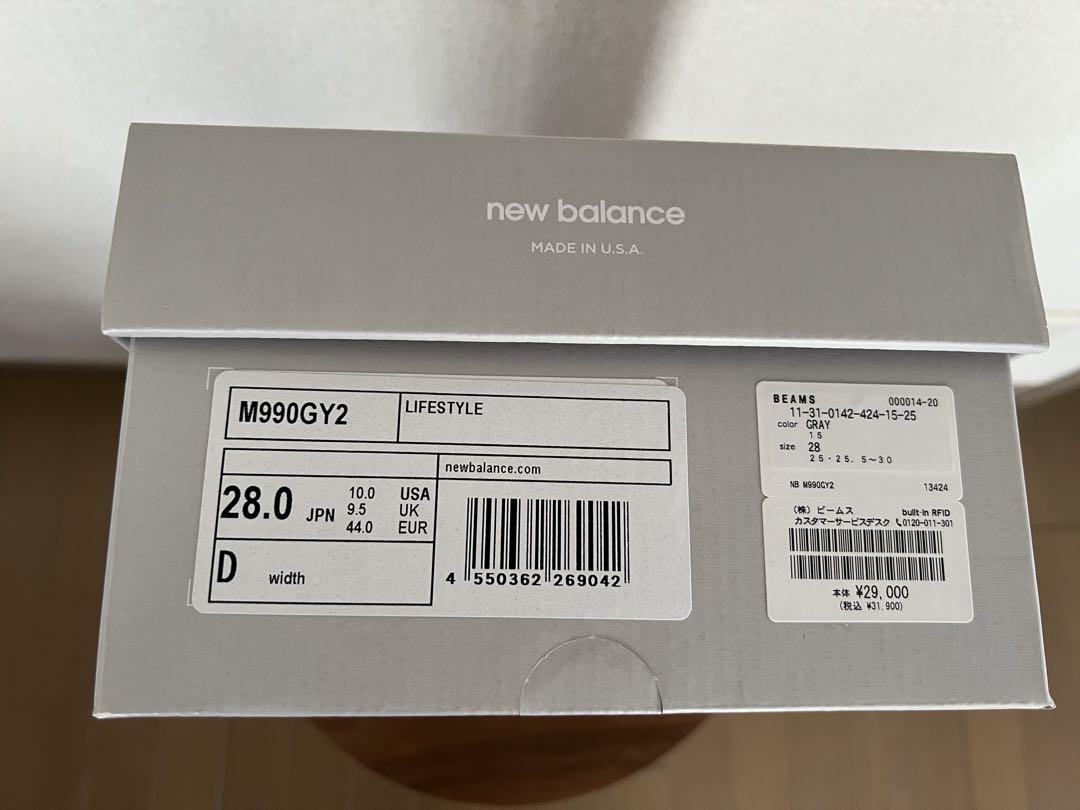 new balance
MADE IN U.S.A.
M990GY2
LIFESTYLE
newbalance.com
28.0 JPN
10.0 USA
9.5 UK
44.0 EUR
D width
4 550362 269042
BEAMS 000014-20
11-31-0142-424-15-25
color GRAY
15
size 28
25・25.5~30
NB M990GY2 13424
(株)ビームス built-in RFID
カスタマーサービスデスク 0120-011-301
本体 ¥29,000
(税込 ¥31,900)